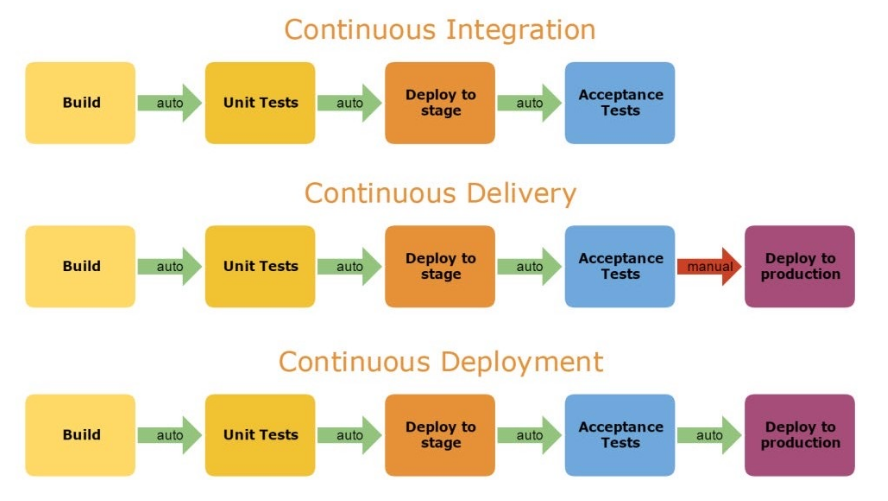 Continuous Integration
Build
auto
Unit Tests
auto
Deploy to
stage
auto
Acceptance
Tests
Continuous Delivery
Build
auto
Unit Tests
auto
Deploy to
stage
auto
Acceptance
Tests
manual
Deploy to
production
Continuous Deployment
Build
auto
Unit Tests
auto
Deploy to
stage
auto
Acceptance
Tests
auto
Deploy to
production